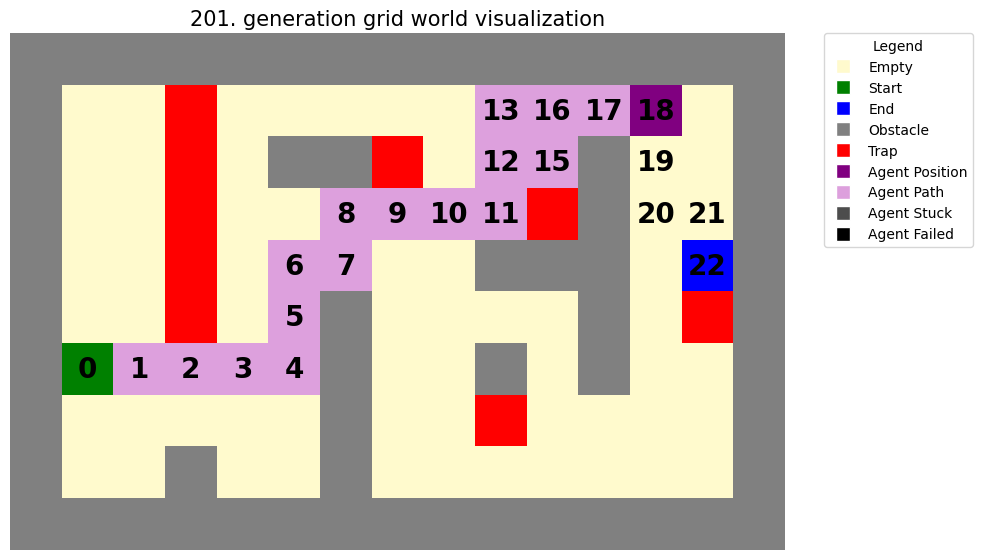 201. generation grid world visualization
13 16 17 18
12 15 19
8 9 10 11 20 21
6 7 22
5
0 1 2 3 4
Legend
Empty
Start
End
Obstacle
Trap
Agent Position
Agent Path
Agent Stuck
Agent Failed